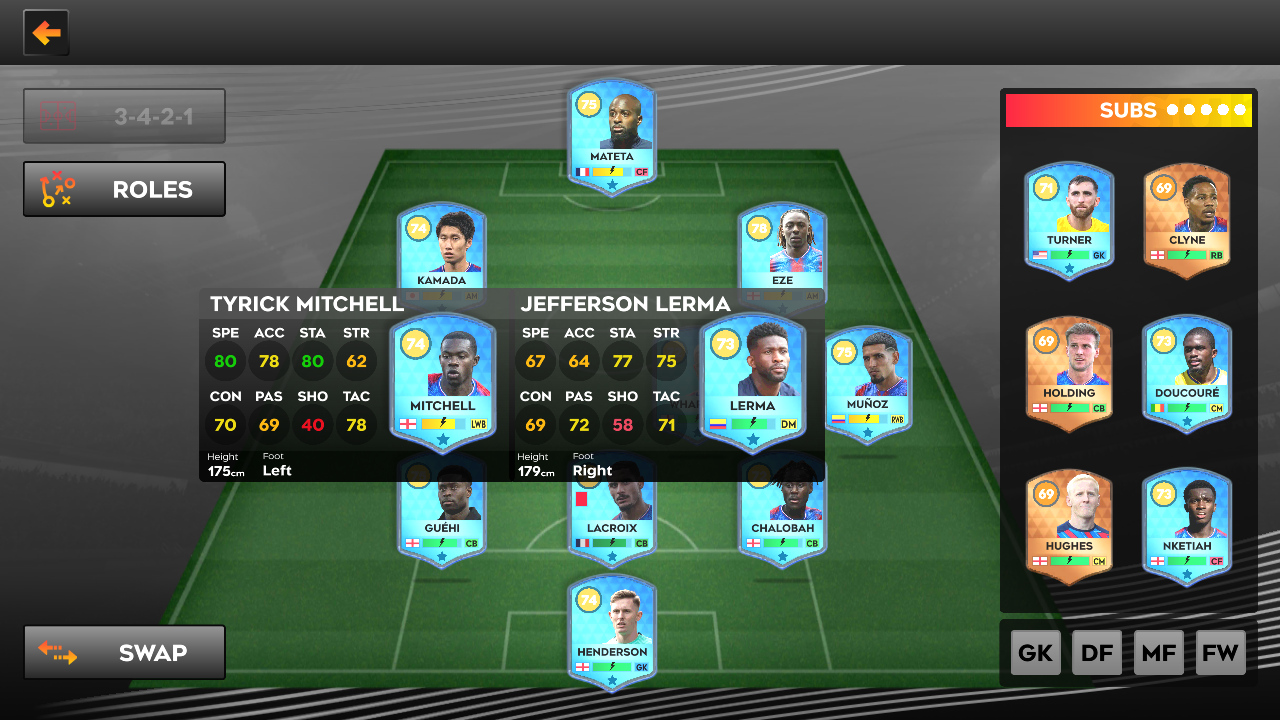 3-4-2-1
ROLES
75
MATETA
CF
74
KAMADA
AM
78
EZE
AM
TYRICK MITCHELL
SPE ACC STA STR
80 78 80 62
CON PAS SHO TAC
70 69 40 78
Height Foot
175cm Left
74
MITCHELL
LWB
JEFFERSON LERMA
SPE ACC STA STR
67 64 77 75
CON PAS SHO TAC
69 72 58 71
Height Foot
179cm Right
73
LERMA
DM
75
MUÑOZ
RWB
GUÉHI
CB
LACROIX
CB
CHALOBAH
CB
74
HENDERSON
GK
SWAP
SUBS
71
TURNER
GK
69
CLYNE
RB
69
HOLDING
CB
73
DOUCOURÉ
CM
69
HUGHES
CM
73
NKETIAH
CF
GK DF MF FW